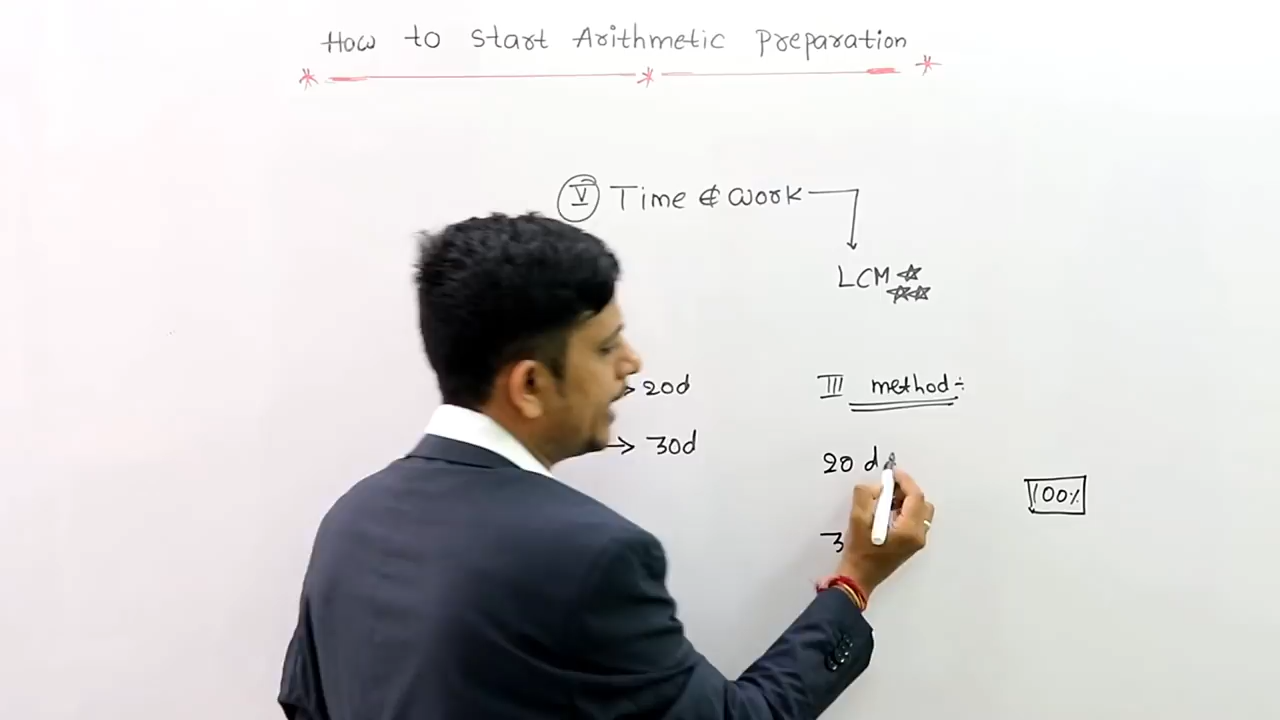 How to Start Arithmetic Preparation
V Time & Work
LCM
→ 20d
III method÷
→ 30d
20 d
100%
3